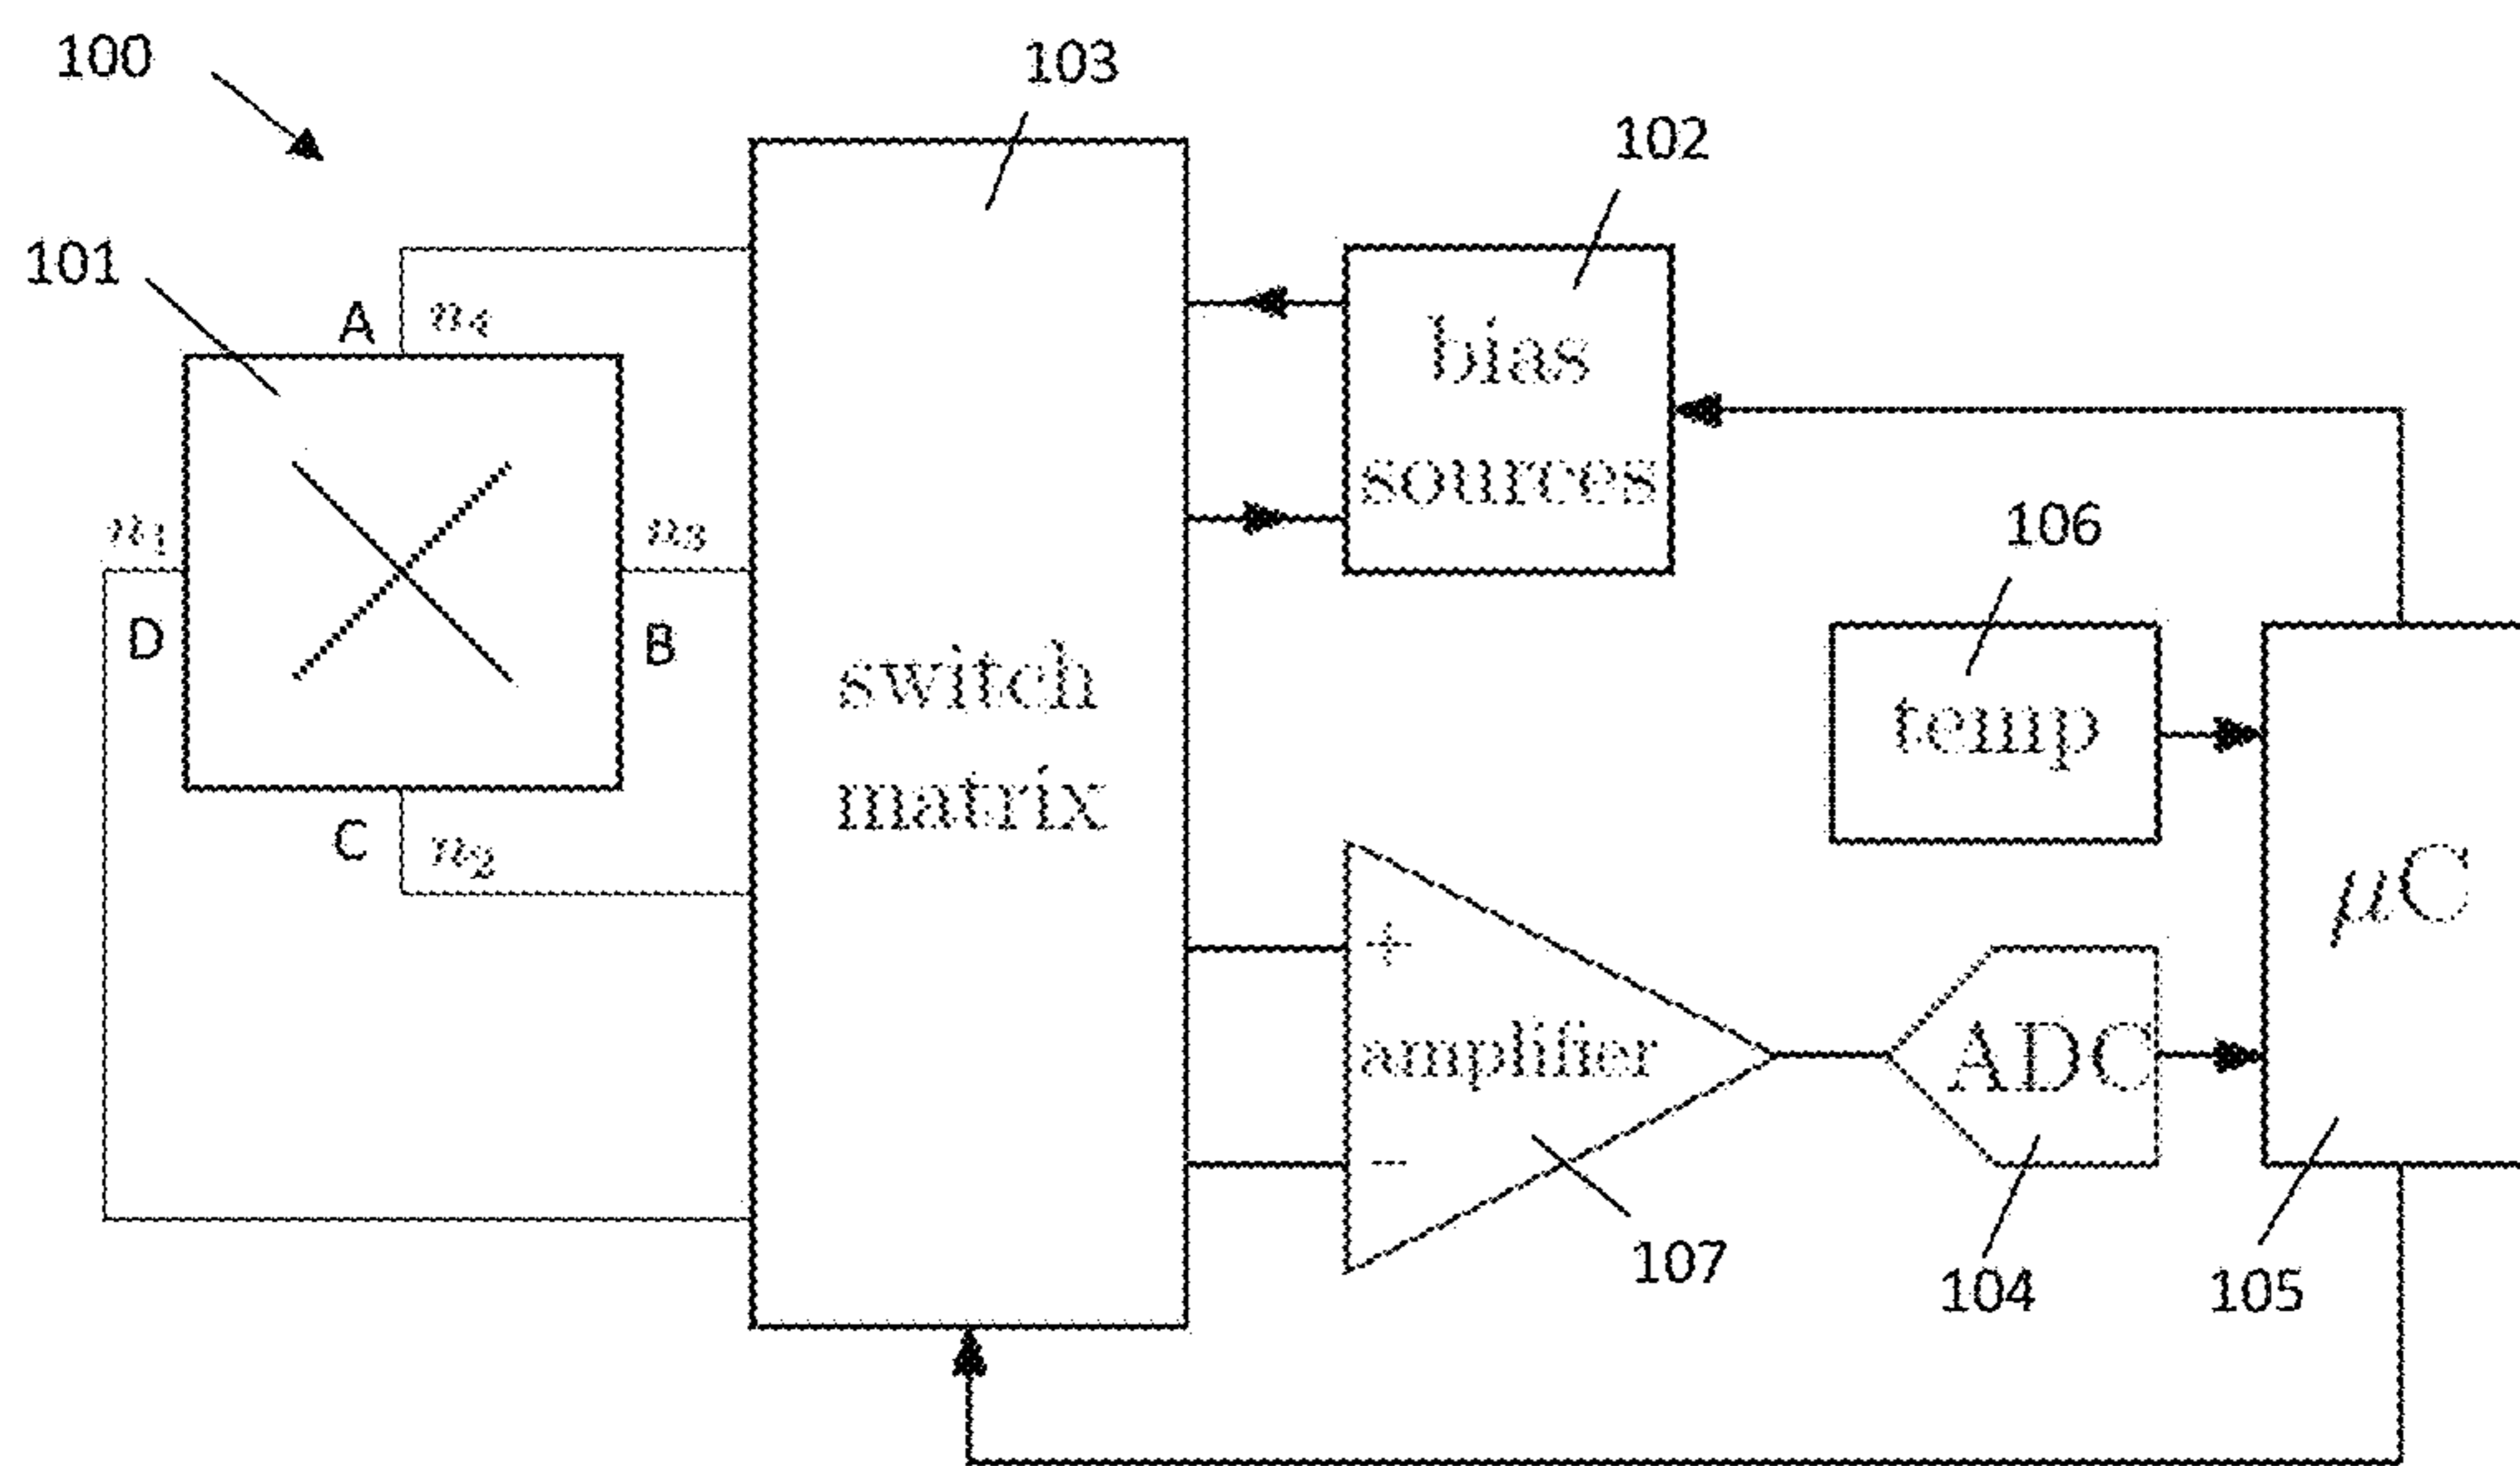 100
103
102
101
A
n4
bias
sources
106
n1
n3
D
B
temp
switch
matrix
C
n2
μC
+
amplifier
ADC
-
107
104
105